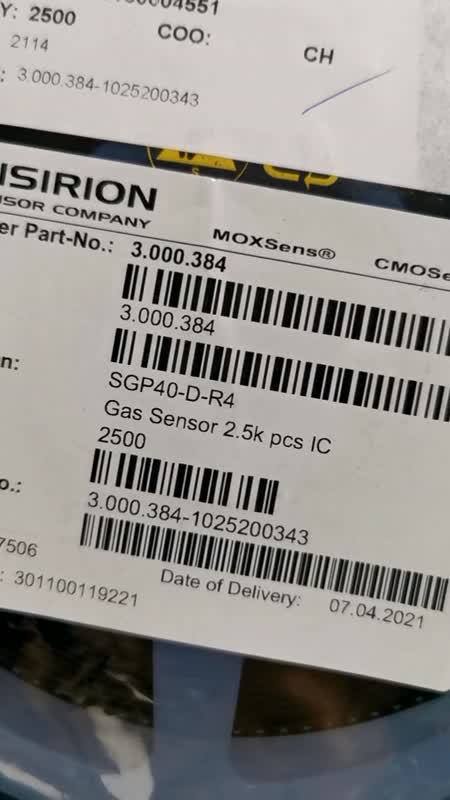 Y: 2500
COO:
CH
2114
: 3.000.384-1025200343
SIRION
SOR COMPANY
MOXSens®
CMOSe
er Part-No.: 3.000.384
3.000.384
n:
SGP40-D-R4
Gas Sensor 2.5k pcs IC
2500
o.:
3.000.384-1025200343
7506
: 301100119221
Date of Delivery: 07.04.2021